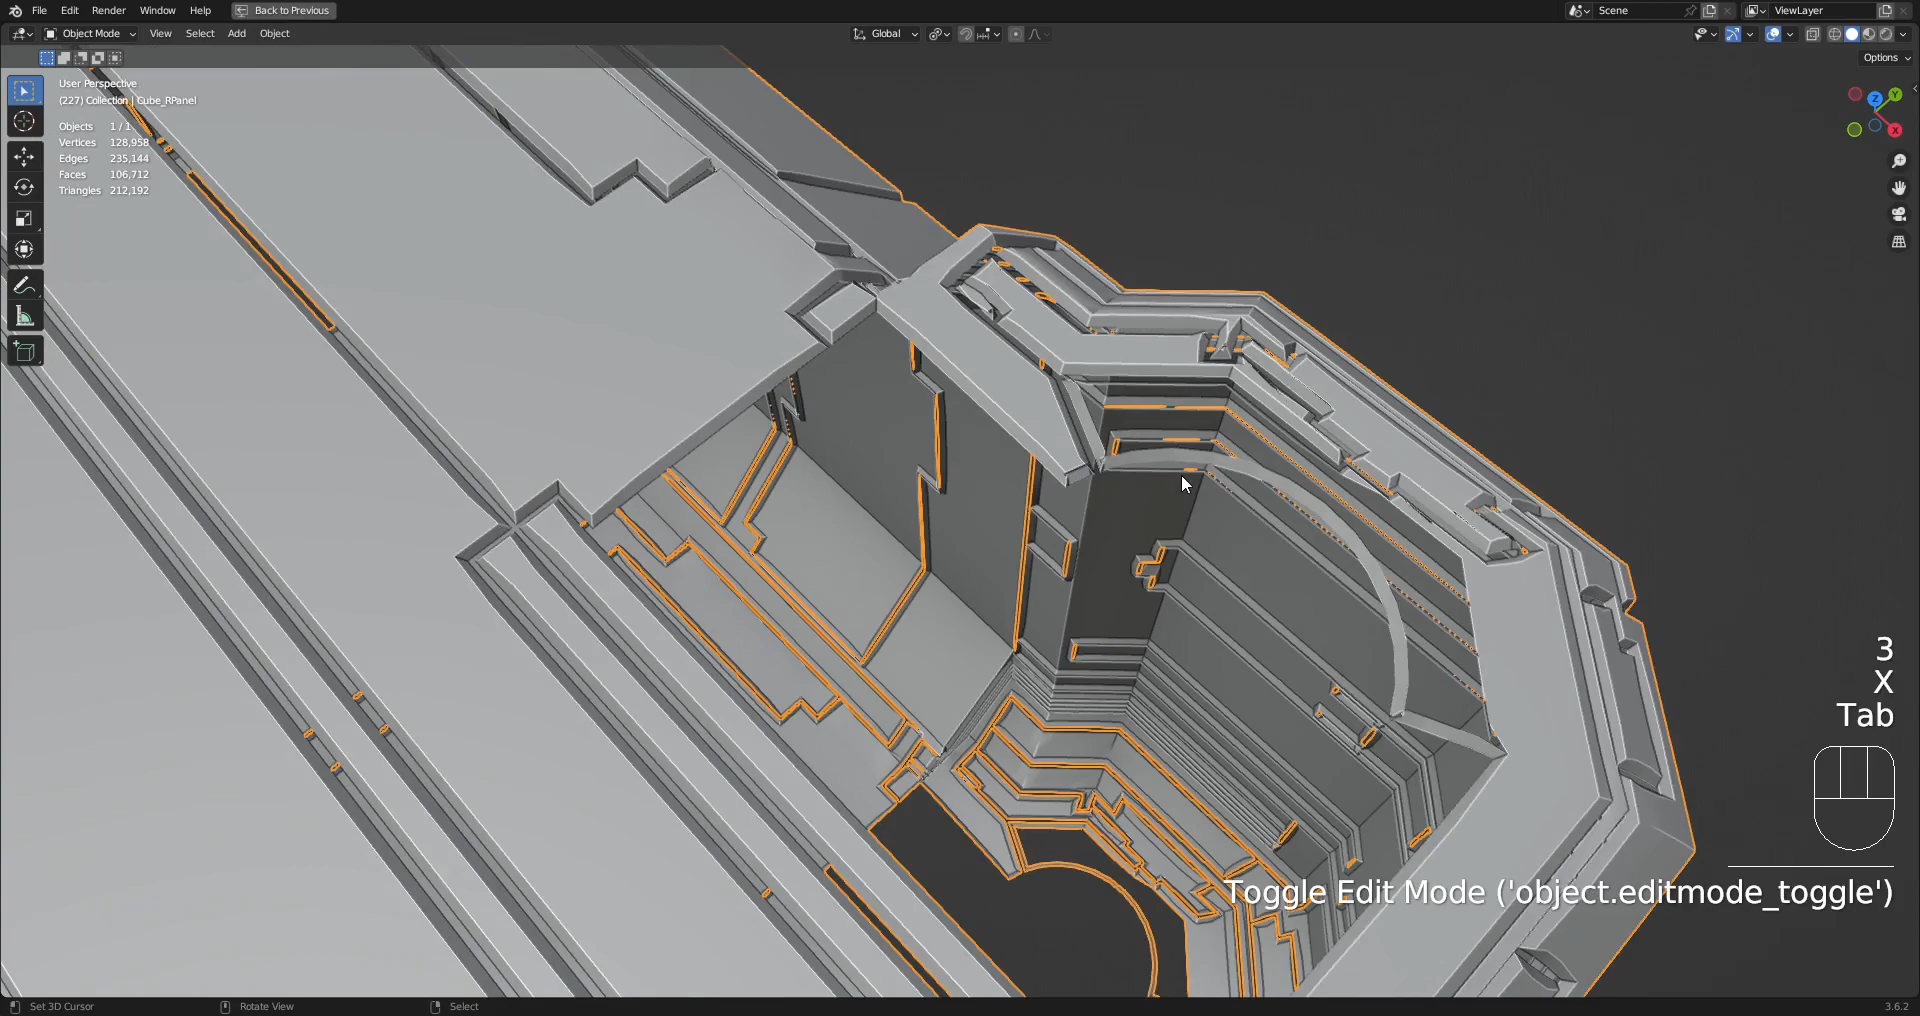 File Edit Render Window Help Back to Previous Scene ViewLayer
Object Mode View Select Add Object Global
Options
User Perspective
(227) Collection | Cube_RPanel
Objects 1 / 1
Vertices 128,958
Edges 235,144
Faces 106,712
Triangles 212,192
Z Y
X
3
X
Tab
Toggle Edit Mode ('object.editmode_toggle')
Set 3D Cursor Rotate View Select 3.6.2